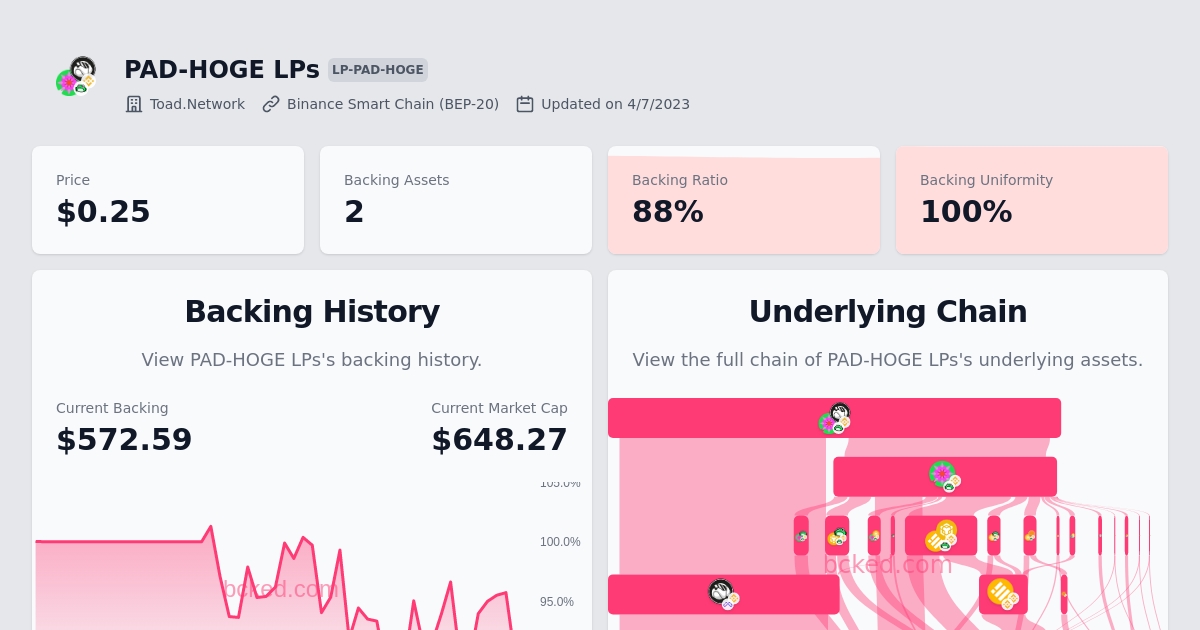 PAD-HOGE LPs LP-PAD-HOGE
Toad.Network Binance Smart Chain (BEP-20) Updated on 4/7/2023
Price
$0.25
Backing Assets
2
Backing Ratio
88%
Backing Uniformity
100%
Backing History
View PAD-HOGE LPs's backing history.
Current Backing
$572.59
Current Market Cap
$648.27
105.0%
100.0%
95.0%
bcked.com
Underlying Chain
View the full chain of PAD-HOGE LPs's underlying assets.
bcked.com